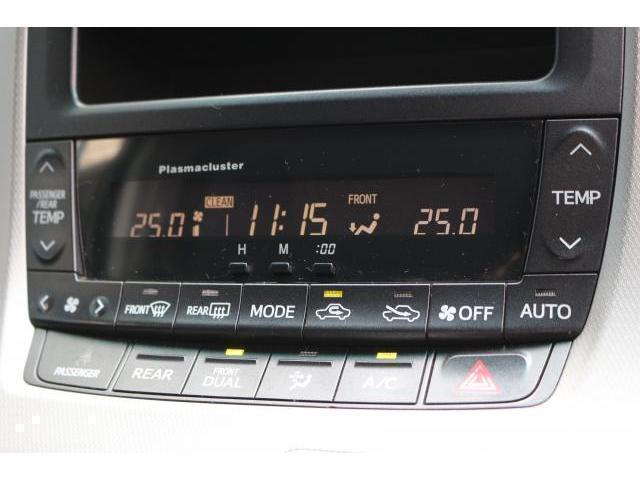 Plasmacluster
PASSENGER
/REAR
TEMP
25.0
CLEAN
11:15
FRONT
25.0
TEMP
H M :00
FRONT
REAR
MODE
OFF
AUTO
PASSENGER
REAR
FRONT
DUAL
A/C